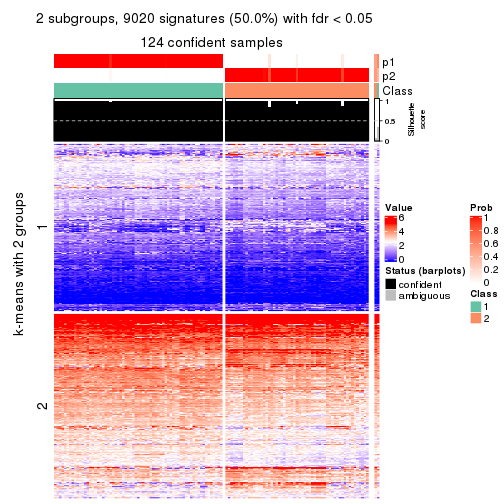 2 subgroups, 9020 signatures (50.0%) with fdr < 0.05
124 confident samples
p1
p2
Class
1
0.5
0
Silhouette
score
k-means with 2 groups
1
2
Value
6
4
2
0
Status (barplots)
confident
ambiguous
Prob
1
0.8
0.6
0.4
0.2
0
Class
1
2